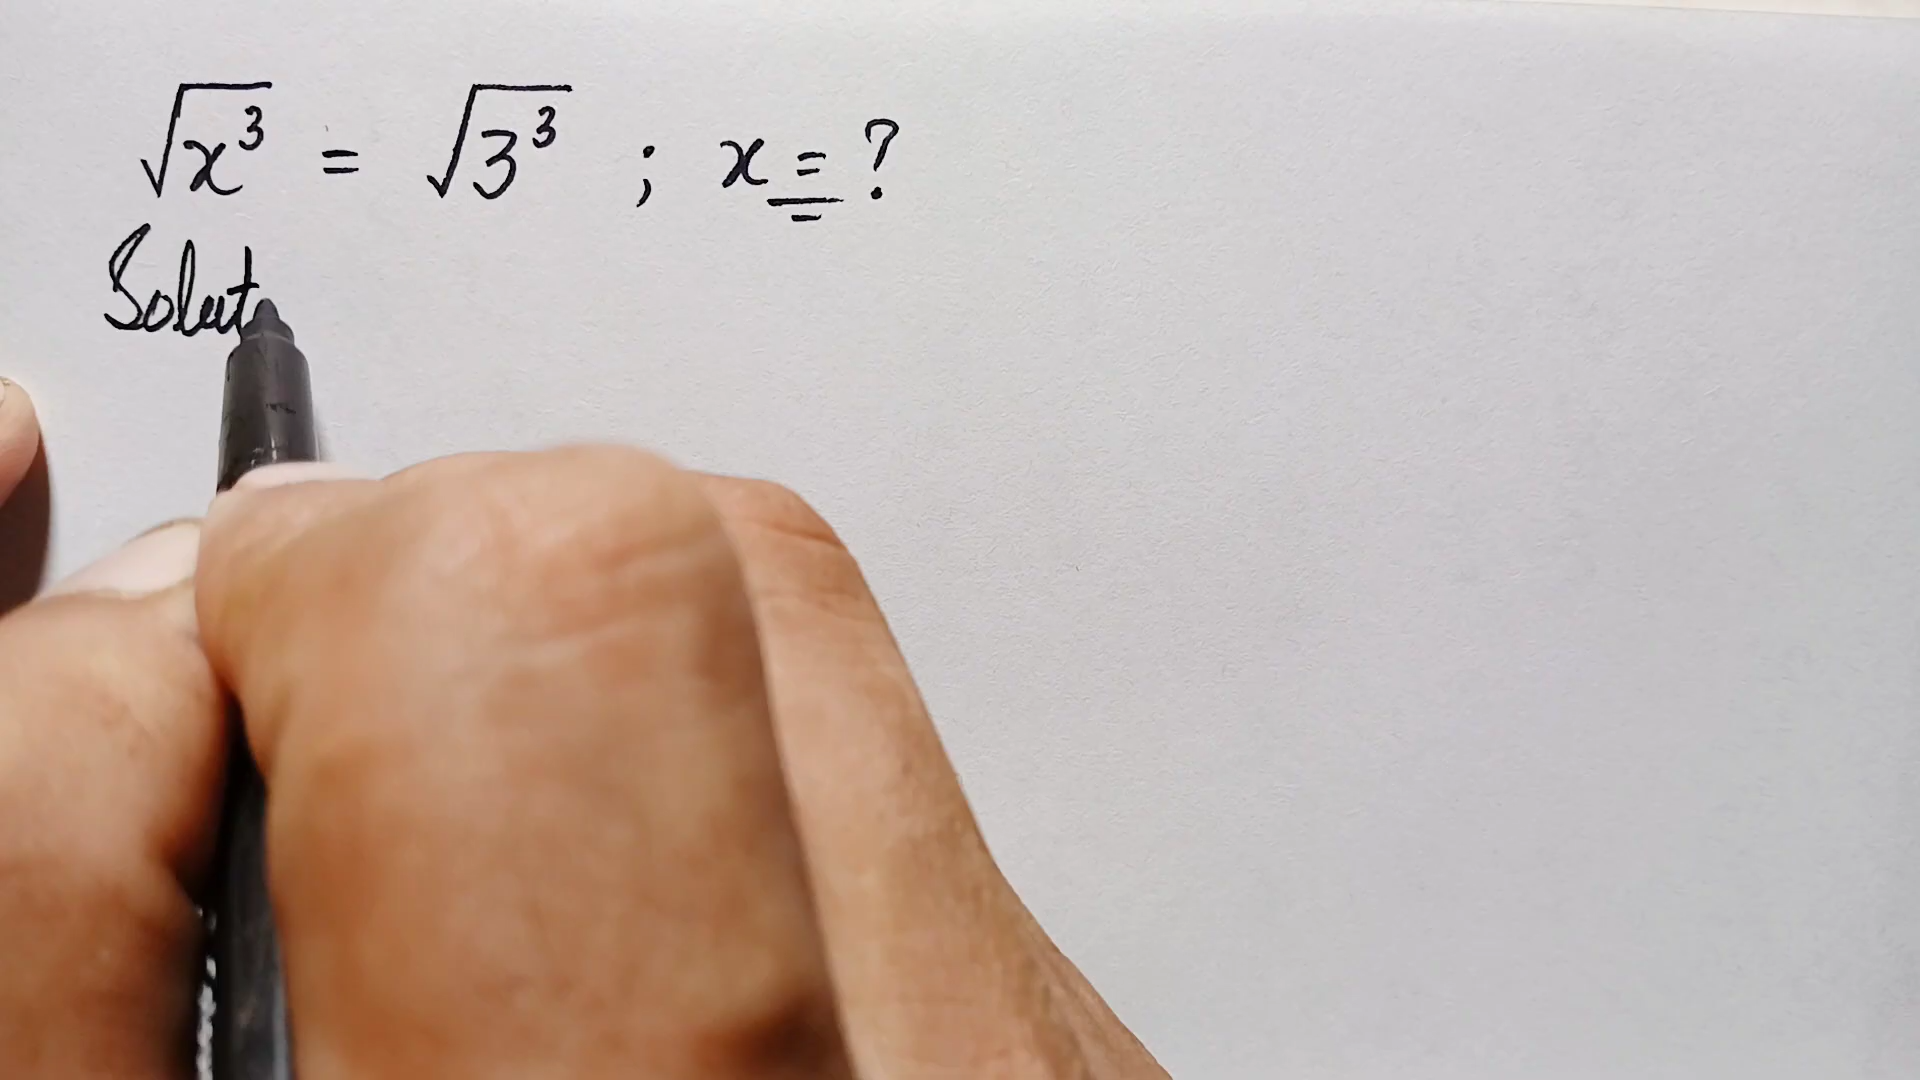 √x³ = √3³ ; x = ?
Solut